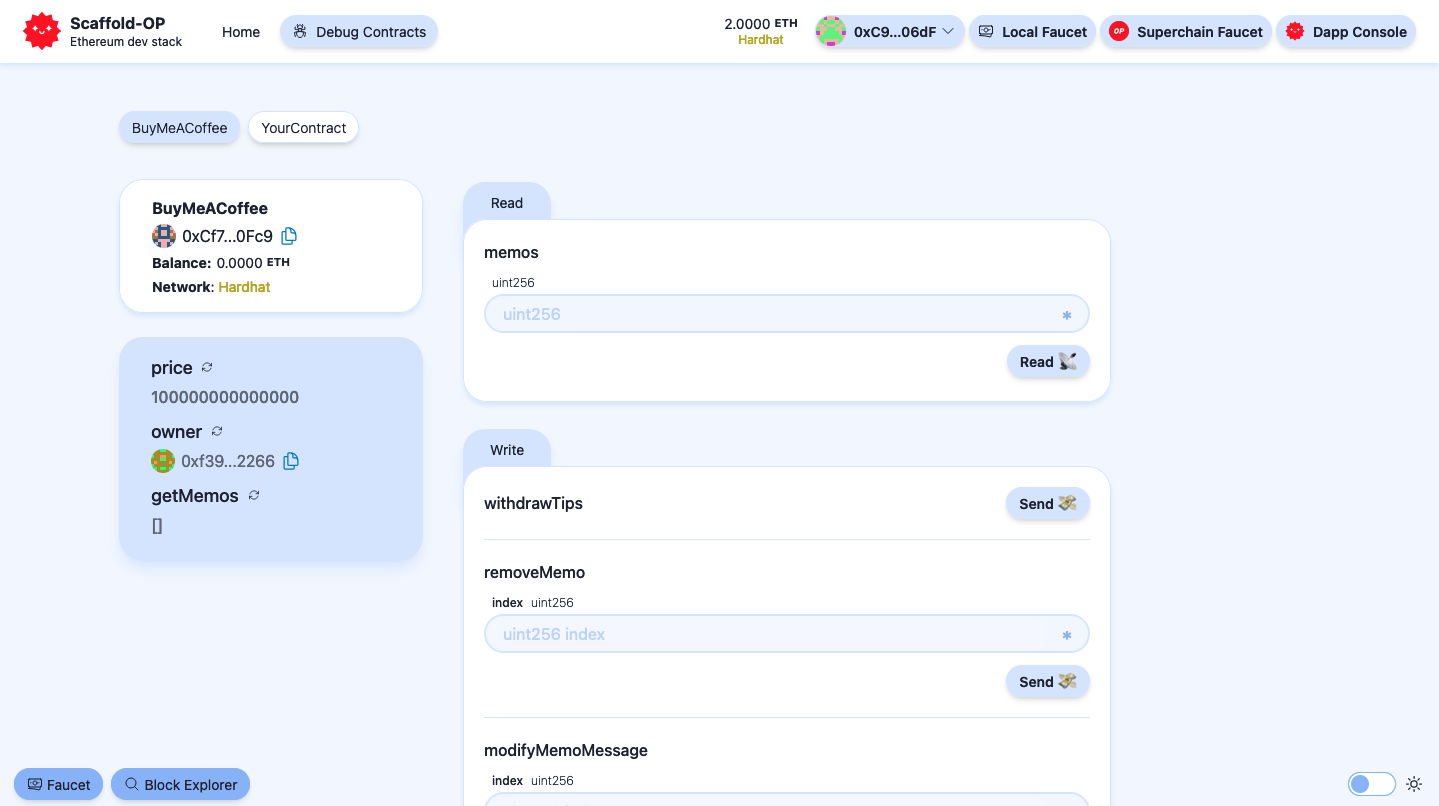 Scaffold-OP
Ethereum dev stack
Home
Debug Contracts
2.0000 ETH
Hardhat
0xC9...06dF
Local Faucet
OP
Superchain Faucet
Dapp Console
BuyMeACoffee
YourContract
BuyMeACoffee
0xCf7...0Fc9
Balance: 0.0000 ETH
Network: Hardhat
price
100000000000000
owner
0xf39...2266
getMemos
[]
Read
memos
uint256
uint256 *
Read
Write
withdrawTips
Send
removeMemo
index uint256
uint256 index *
Send
modifyMemoMessage
index uint256
Faucet
Block Explorer